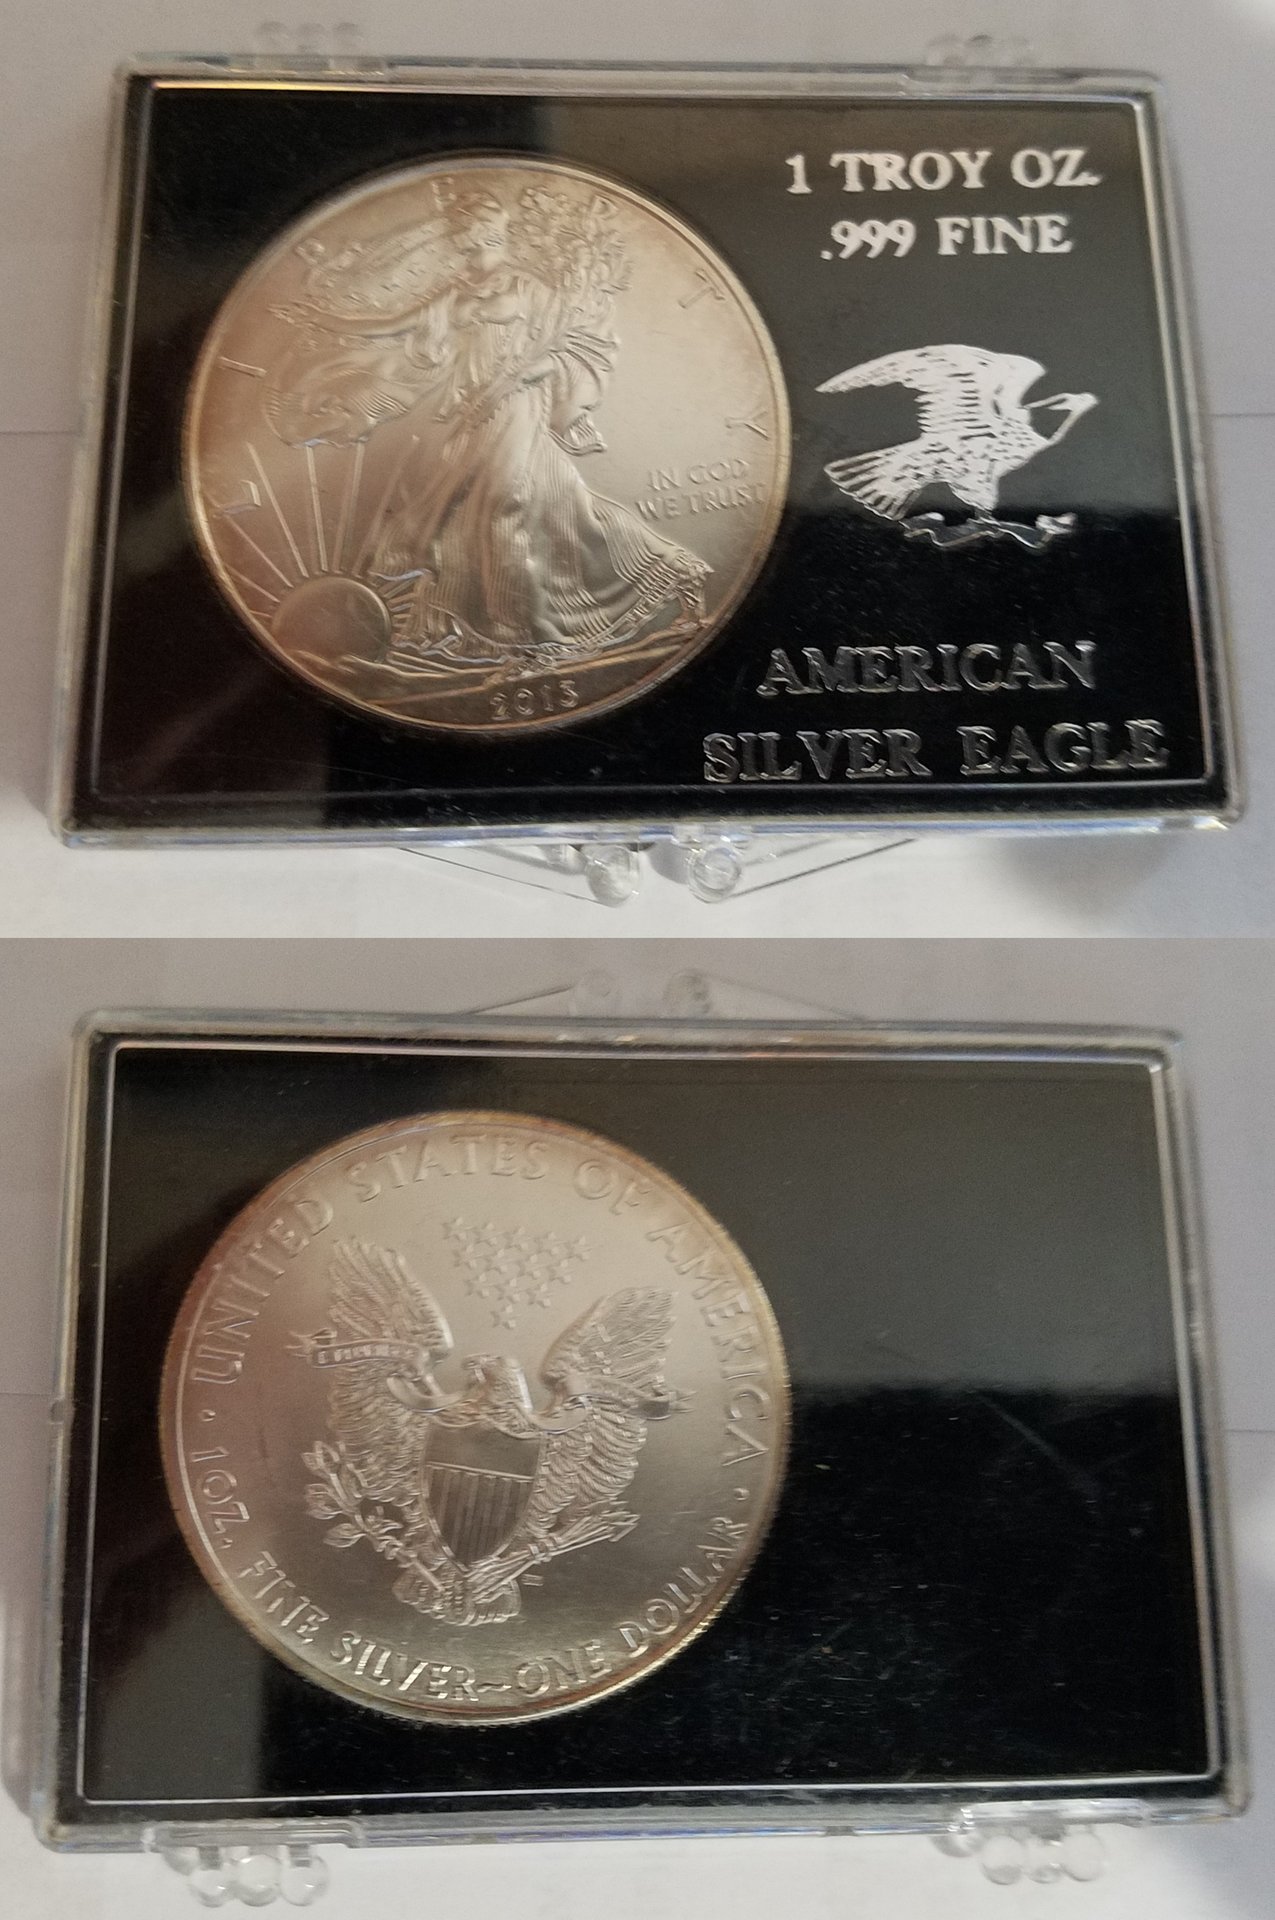 1 TROY OZ.
.999 FINE
LIBERTY
IN GOD
WE TRUST
2013
AMERICAN
SILVER EAGLE
UNITED STATES OF AMERICA
· 1 OZ. FINE SILVER~ONE DOLLAR ·